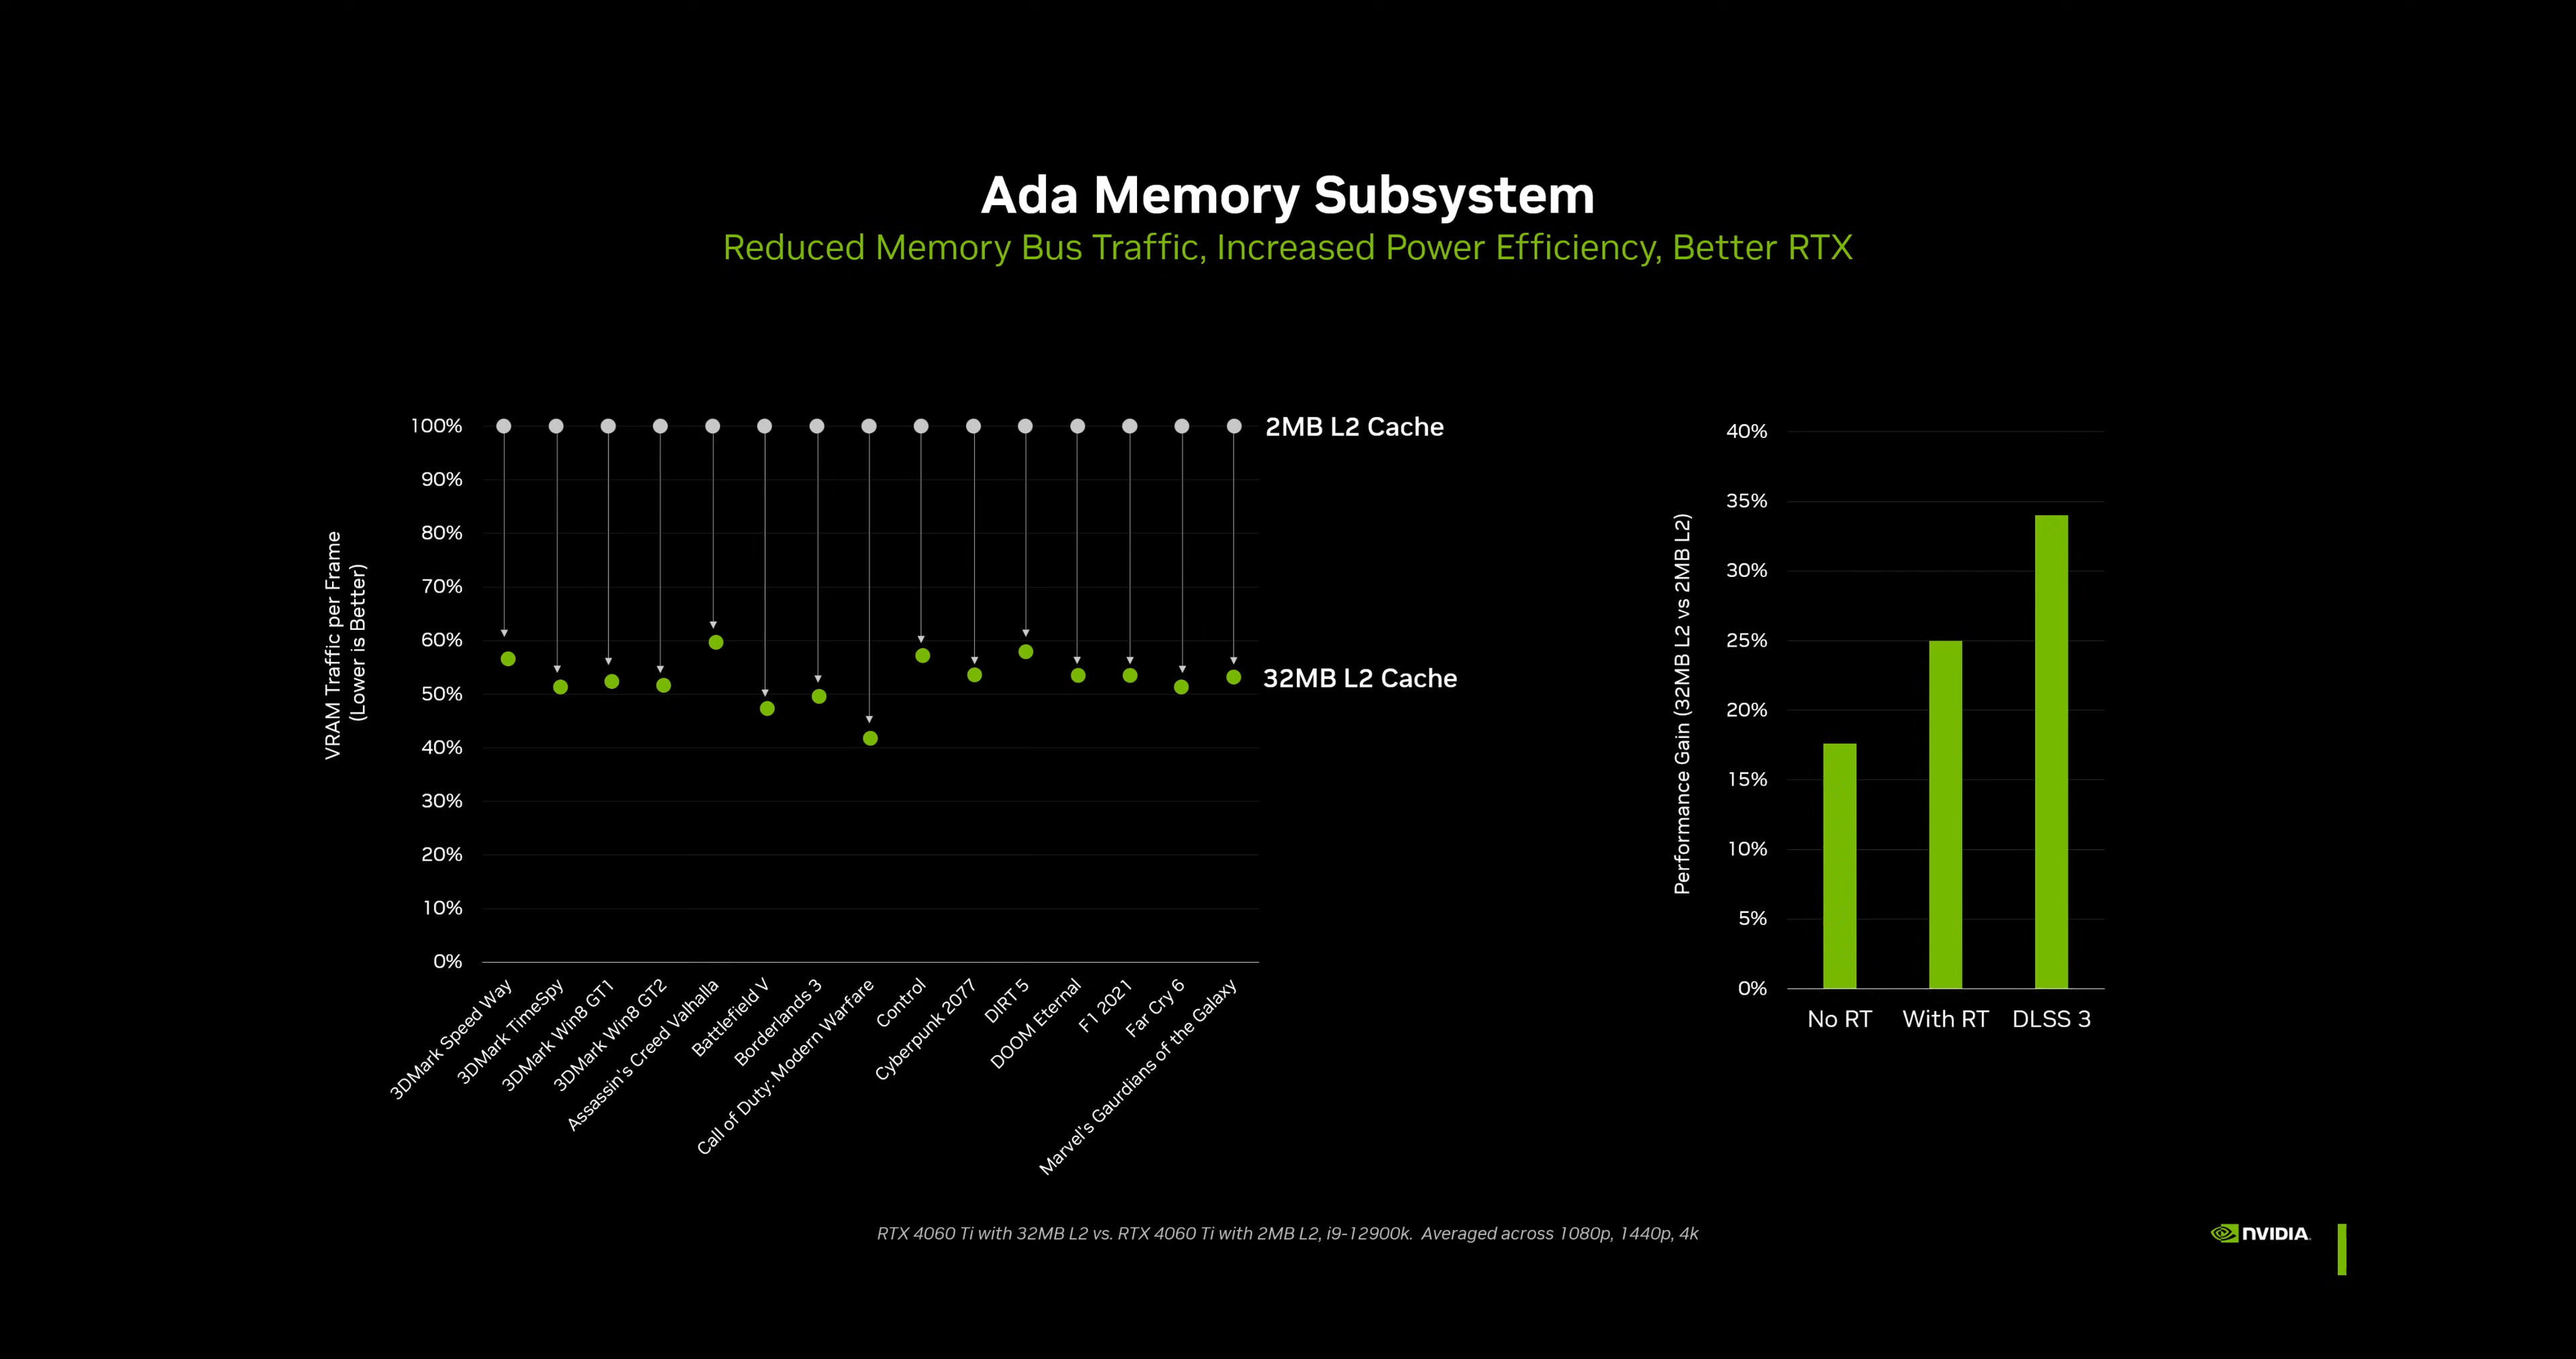 Ada Memory Subsystem
Reduced Memory Bus Traffic, Increased Power Efficiency, Better RTX
VRAM Traffic per Frame
(Lower is Better)
100%
90%
80%
70%
60%
50%
40%
30%
20%
10%
0%
2MB L2 Cache
32MB L2 Cache
3DMark Speed Way
3DMark TimeSpy
3DMark Win8 GT1
3DMark Win8 GT2
Assassin's Creed Valhalla
Battlefield V
Borderlands 3
Call of Duty: Modern Warfare
Control
Cyberpunk 2077
DIRT 5
DOOM Eternal
F1 2021
Far Cry 6
Marvel's Gaurdians of the Galaxy
Performance Gain (32MB L2 vs 2MB L2)
40%
35%
30%
25%
20%
15%
10%
5%
0%
No RT
With RT
DLSS 3
RTX 4060 Ti with 32MB L2 vs. RTX 4060 Ti with 2MB L2, i9-12900k. Averaged across 1080p, 1440p, 4k
NVIDIA.